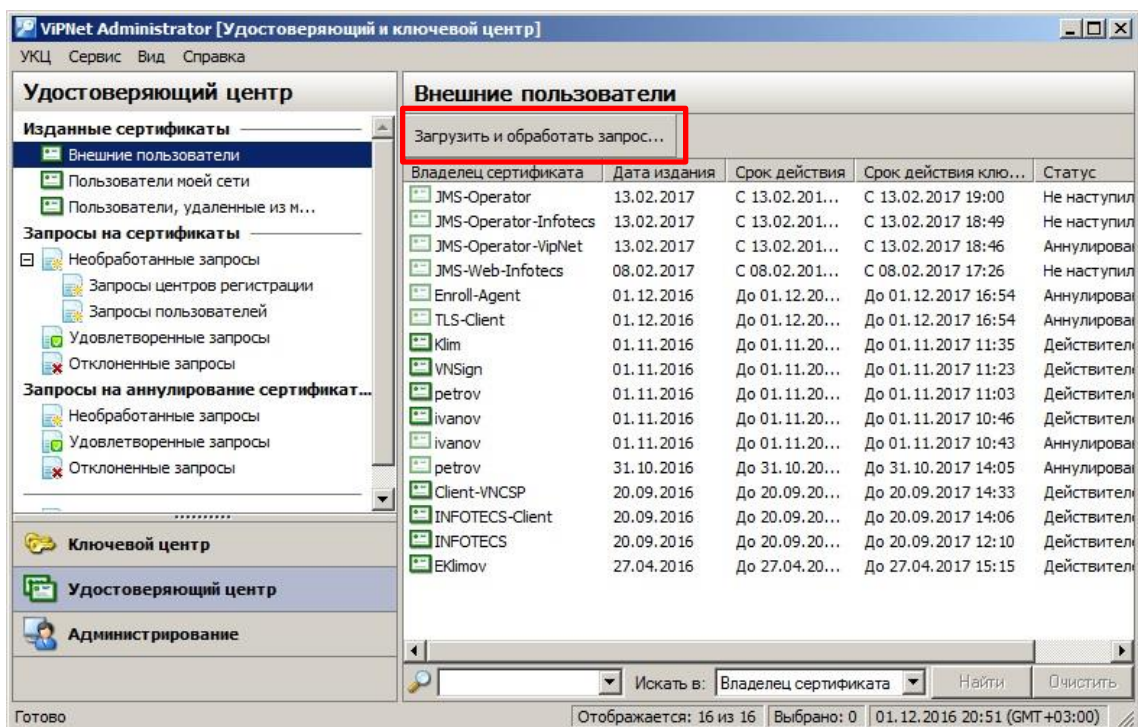 ViPNet Administrator [Удостоверяющий и ключевой центр]
УКЦ Сервис Вид Справка
Удостоверяющий центр
Изданные сертификаты
Внешние пользователи
Пользователи моей сети
Пользователи, удаленные из м...
Запросы на сертификаты
Необработанные запросы
Запросы центров регистрации
Запросы пользователей
Удовлетворенные запросы
Отклоненные запросы
Запросы на аннулирование сертификат...
Необработанные запросы
Удовлетворенные запросы
Отклоненные запросы
Ключевой центр
Удостоверяющий центр
Администрирование
Внешние пользователи
Загрузить и обработать запрос...
Владелец сертификата Дата издания Срок действия Срок действия клю... Статус
JMS-Operator 13.02.2017 С 13.02.201... С 13.02.2017 19:00 Не наступил
JMS-Operator-Infotecs 13.02.2017 С 13.02.201... С 13.02.2017 18:49 Не наступил
JMS-Operator-VipNet 13.02.2017 С 13.02.201... С 13.02.2017 18:46 Аннулирова
JMS-Web-Infotecs 08.02.2017 С 08.02.201... С 08.02.2017 17:26 Не наступил
Enroll-Agent 01.12.2016 До 01.12.20... До 01.12.2017 16:54 Аннулирова
TLS-Client 01.12.2016 До 01.12.20... До 01.12.2017 16:54 Аннулирова
Klim 01.11.2016 До 01.11.20... До 01.11.2017 11:35 Действител
VNSign 01.11.2016 До 01.11.20... До 01.11.2017 11:23 Действител
petrov 01.11.2016 До 01.11.20... До 01.11.2017 11:03 Действител
ivanov 01.11.2016 До 01.11.20... До 01.11.2017 10:46 Действител
ivanov 01.11.2016 До 01.11.20... До 01.11.2017 10:43 Аннулирова
petrov 31.10.2016 До 31.10.20... До 31.10.2017 14:05 Аннулирова
Client-VNCSP 20.09.2016 До 20.09.20... До 20.09.2017 14:33 Действител
INFOTECS-Client 20.09.2016 До 20.09.20... До 20.09.2017 14:06 Действител
INFOTECS 20.09.2016 До 20.09.20... До 20.09.2017 12:10 Действител
EKlimov 27.04.2016 До 27.04.20... До 27.04.2017 15:15 Действител
Искать в: Владелец сертификата Найти Очистить
Готово Отображается: 16 из 16 Выбрано: 0 01.12.2016 20:51 (GMT+03:00)